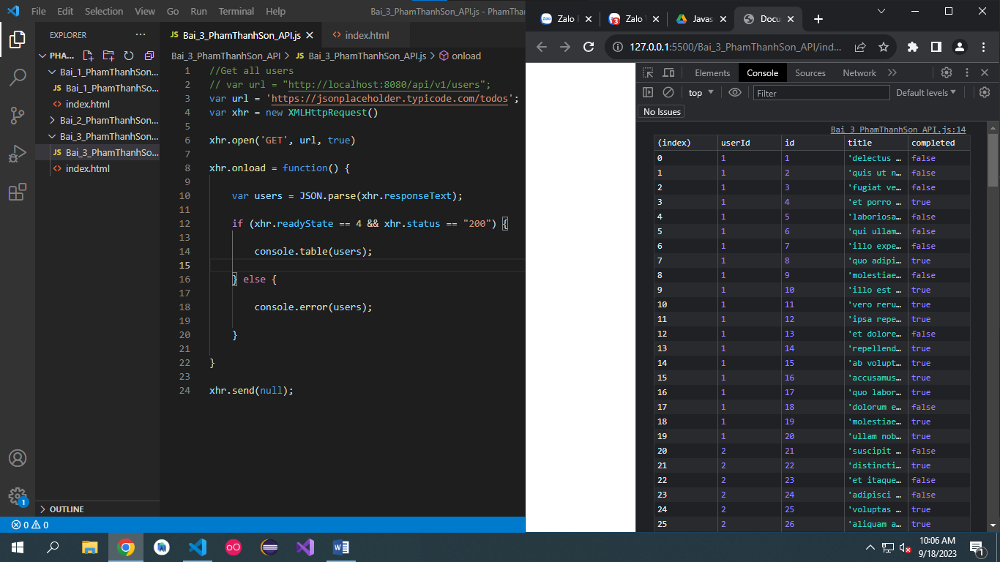 File Edit Selection View Go Run Terminal Help
Bai_3_PhamThanhSon_API.js - PhamThan
EXPLORER ...
PHA...
Bai_1_PhamThanhSon...
JS Bai_1_PhamThanhSo...
<> index.html
Bai_2_PhamThanhSon...
Bai_3_PhamThanhSon...
JS Bai_3_PhamThanhSo...
<> index.html
OUTLINE
1
0 0
JS Bai_3_PhamThanhSon_API.js
<> index.html
Bai_3_PhamThanhSon_API > JS Bai_3_PhamThanhSon_API.js > onload
1 //Get all users
2 // var url = "http://localhost:8080/api/v1/users";
3 var url = 'https://jsonplaceholder.typicode.com/todos';
4 var xhr = new XMLHttpRequest()
5
6 xhr.open('GET', url, true)
7
8 xhr.onload = function() {
9
10 var users = JSON.parse(xhr.responseText);
11
12 if (xhr.readyState == 4 && xhr.status == "200") {
13
14 console.table(users);
15
16 } else {
17
18 console.error(users);
19
20 }
21
22 }
23
24 xhr.send(null);
Zalo Zalo 3 Zalo Javas Docu
127.0.0.1:5500/Bai_3_PhamThanhSon_API/ind...
Elements Console Sources Network
top Filter Default levels
No Issues
Bai_3_PhamThanhSon_API.js:14
(index) userId id title completed
0 1 1 'delectus ... false
1 1 2 'quis ut n... false
2 1 3 'fugiat ve... false
3 1 4 'et porro ... true
4 1 5 'laboriosa... false
5 1 6 'qui ullam... false
6 1 7 'illo expe... false
7 1 8 'quo adipi... true
8 1 9 'molestiae... false
9 1 10 'illo est ... true
10 1 11 'vero reru... true
11 1 12 'ipsa repe... true
12 1 13 'et dolore... false
13 1 14 'repellend... true
14 1 15 'ab volupt... true
15 1 16 'accusamus... true
16 1 17 'quo labor... true
17 1 18 'dolorum e... false
18 1 19 'molestiae... true
19 1 20 'ullam nob... true
20 2 21 'suscipit ... false
21 2 22 'distincti... true
22 2 23 'et itaque... false
23 2 24 'adipisci ... false
24 2 25 'voluptas ... true
25 2 26 'aliquam a... true
10:06 AM
9/18/2023
1